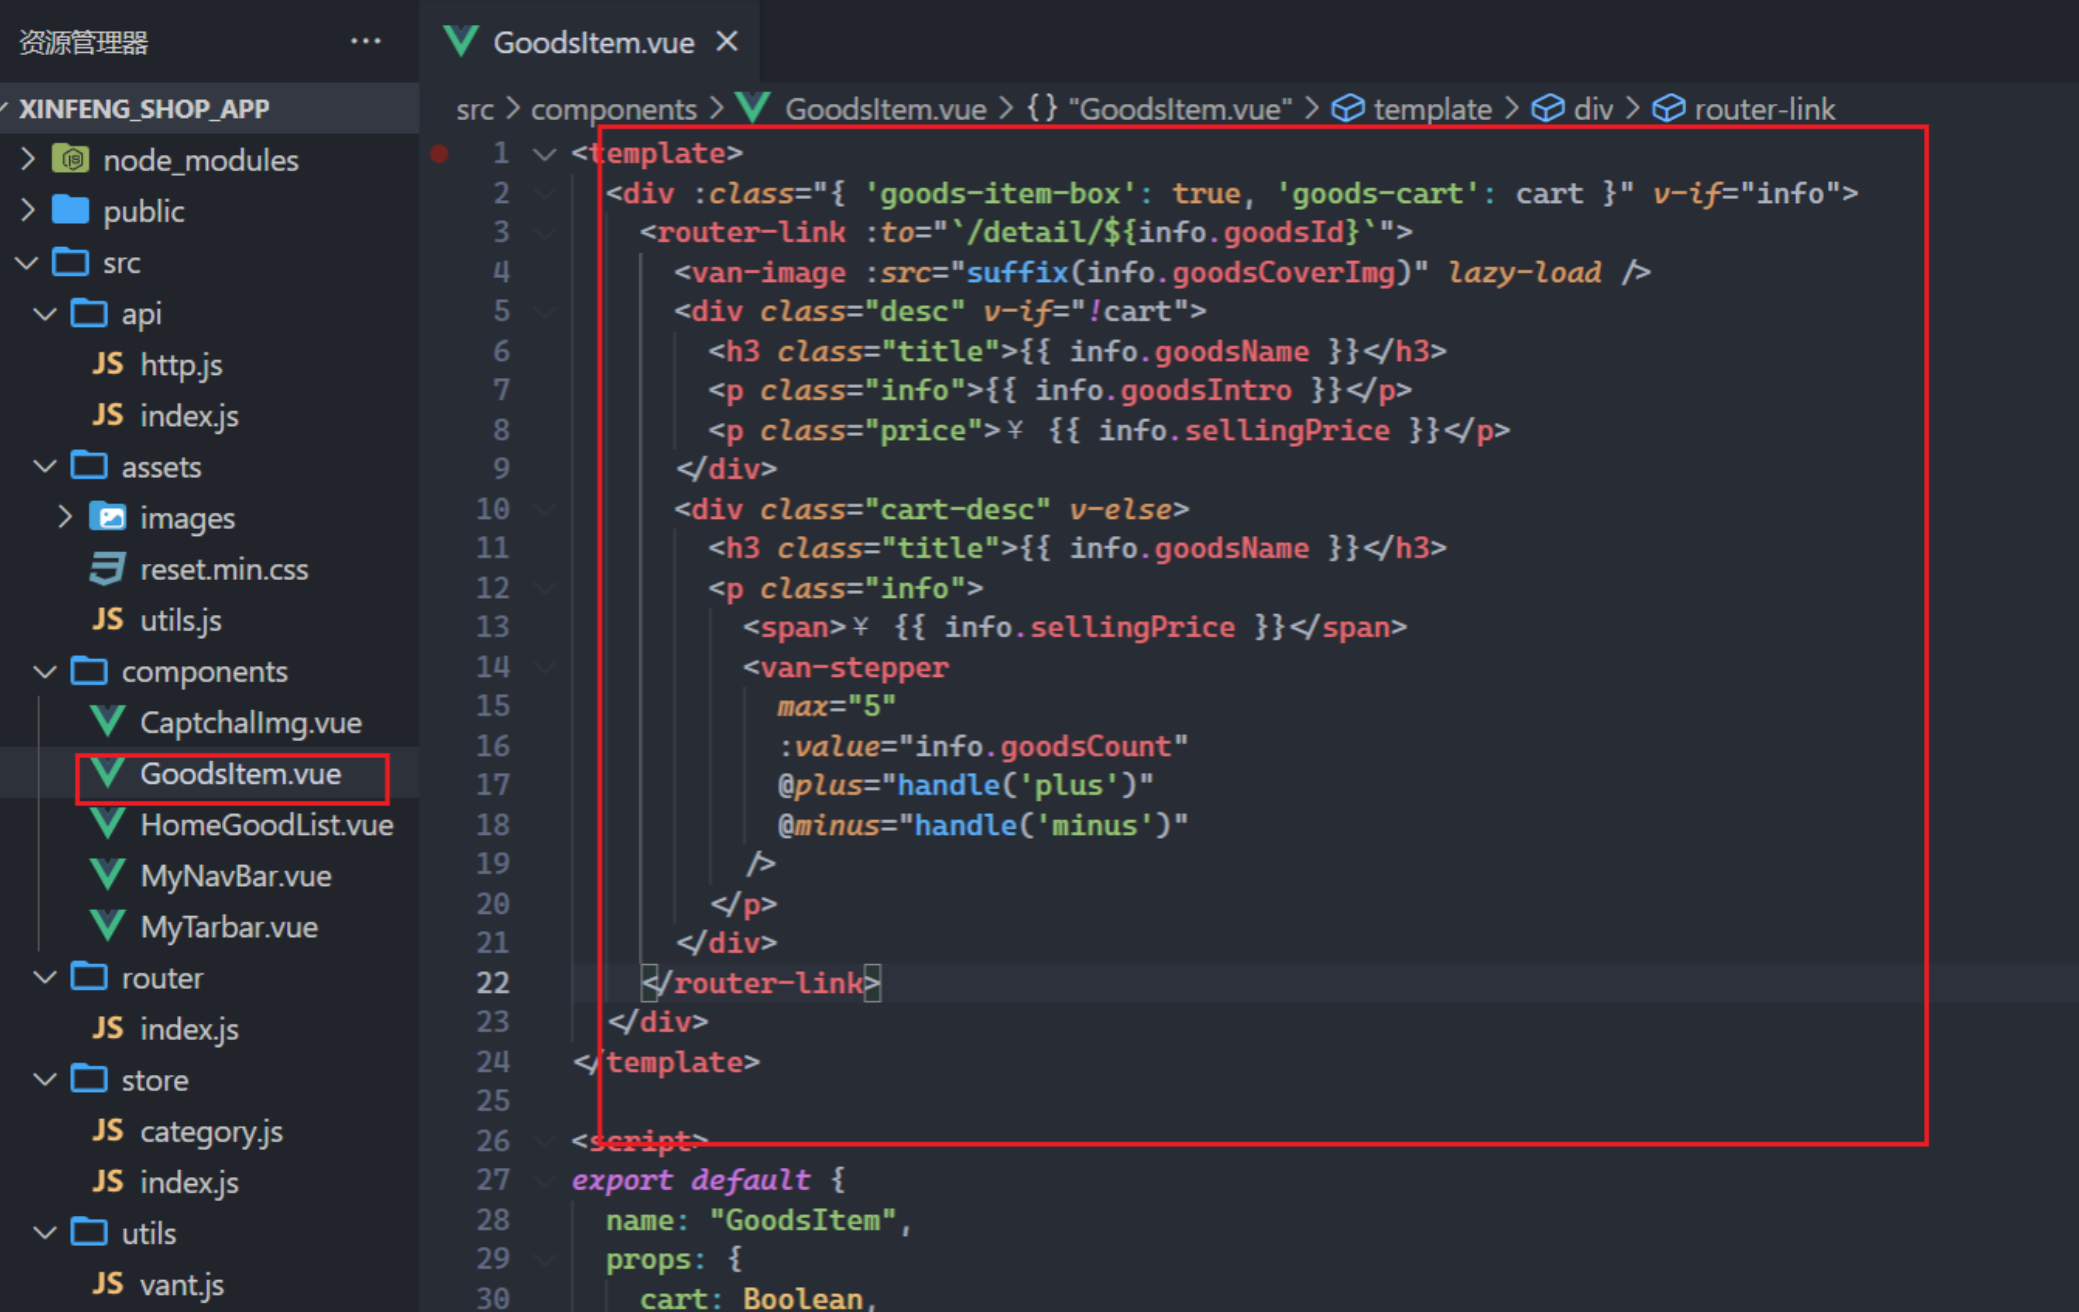 资源管理器
XINFENG_SHOP_APP
node_modules
public
src
api
JS http.js
JS index.js
assets
images
reset.min.css
JS utils.js
components
CaptchaImg.vue
GoodsItem.vue
HomeGoodList.vue
MyNavBar.vue
MyTarbar.vue
router
JS index.js
store
JS category.js
JS index.js
utils
JS vant.js
GoodsItem.vue
src > components > GoodsItem.vue > {} "GoodsItem.vue" > template > div > router-link
1 <template>
2 <div :class="{ 'goods-item-box': true, 'goods-cart': cart }" v-if="info">
3 <router-link :to="`/detail/${info.goodsId}`">
4 <van-image :src="suffix(info.goodsCoverImg)" lazy-load />
5 <div class="desc" v-if="!cart">
6 <h3 class="title">{{ info.goodsName }}</h3>
7 <p class="info">{{ info.goodsIntro }}</p>
8 <p class="price">¥ {{ info.sellingPrice }}</p>
9 </div>
10 <div class="cart-desc" v-else>
11 <h3 class="title">{{ info.goodsName }}</h3>
12 <p class="info">
13 <span>¥ {{ info.sellingPrice }}</span>
14 <van-stepper
15 max="5"
16 :value="info.goodsCount"
17 @plus="handle('plus')"
18 @minus="handle('minus')"
19 />
20 </p>
21 </div>
22 </router-link>
23 </div>
24 </template>
25
26 <script>
27 export default {
28 name: "GoodsItem",
29 props: {
30 cart: Boolean,